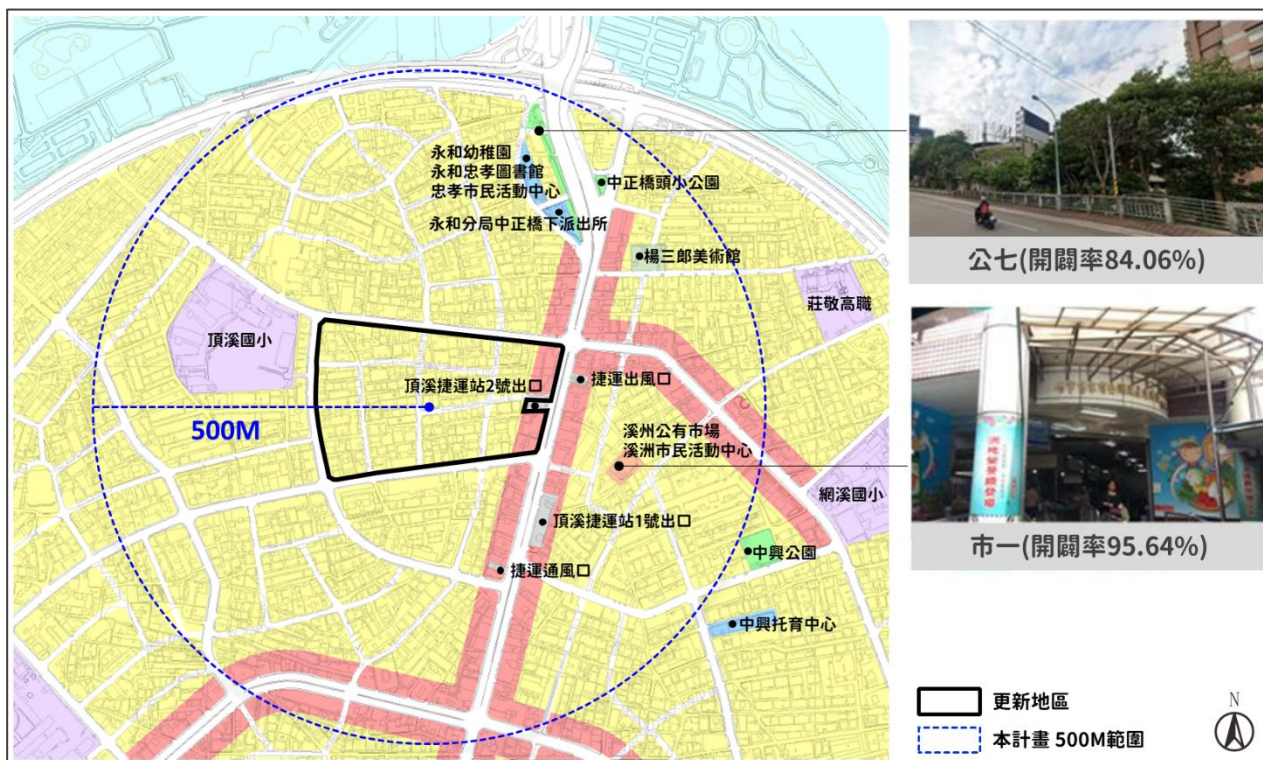 永和幼稚園
永和忠孝圖書館
忠孝市民活動中心
中正橋頭小公園
永和分局中正橋下派出所
楊三郎美術館
莊敬高職
頂溪國小
頂溪捷運站2號出口
捷運出風口
500M
溪州公有市場
溪洲市民活動中心
網溪國小
頂溪捷運站1號出口
中興公園
捷運通風口
中興托育中心
公七(開闢率84.06%)
市一(開闢率95.64%)
更新地區
本計畫 500M範圍
N